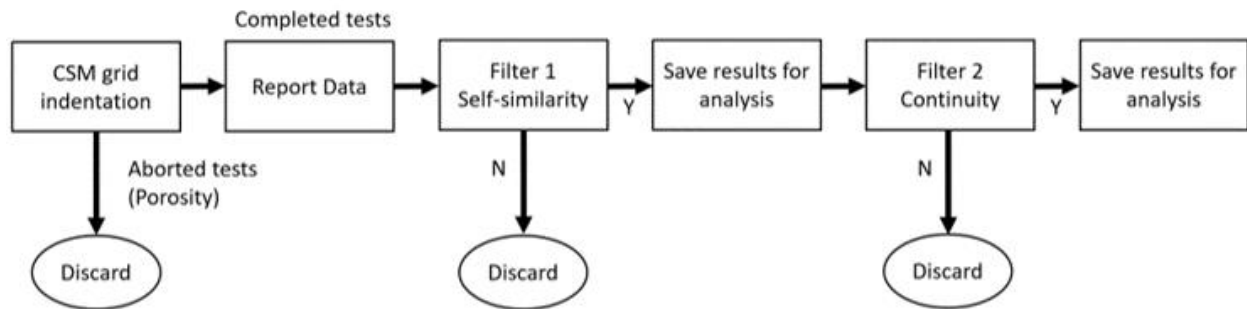 Completed tests
CSM grid
indentation
Report Data
Filter 1
Self-similarity
Y
Save results for
analysis
Filter 2
Continuity
Y
Save results for
analysis
Aborted tests
(Porosity)
N
N
Discard
Discard
Discard